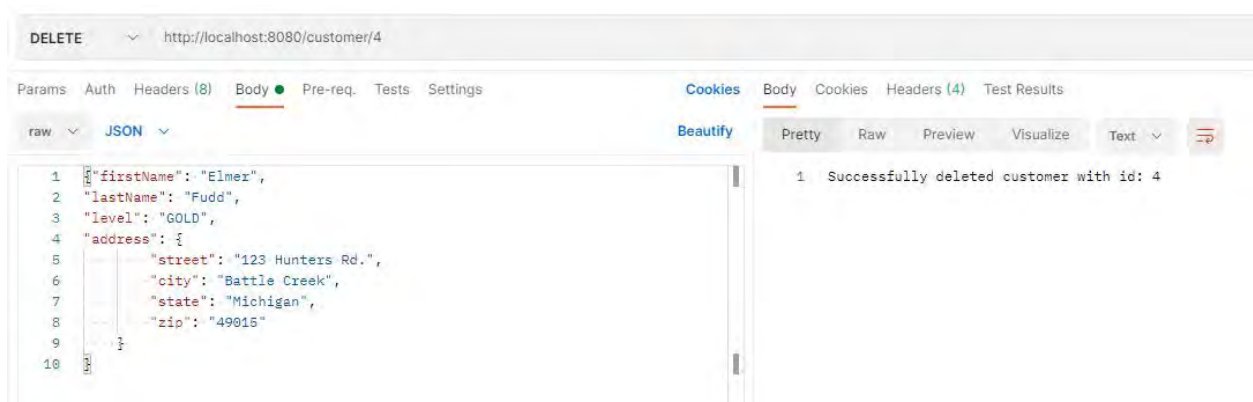 DELETE http://localhost:8080/customer/4
Params Auth Headers (8) Body Pre-req. Tests Settings Cookies
raw JSON Beautify
1 {"firstName": "Elmer",
2 "lastName": "Fudd",
3 "level": "GOLD",
4 "address": {
5 "street": "123 Hunters Rd.",
6 "city": "Battle Creek",
7 "state": "Michigan",
8 "zip": "49015"
9 }
10 }
Body Cookies Headers (4) Test Results
Pretty Raw Preview Visualize Text
1 Successfully deleted customer with id: 4